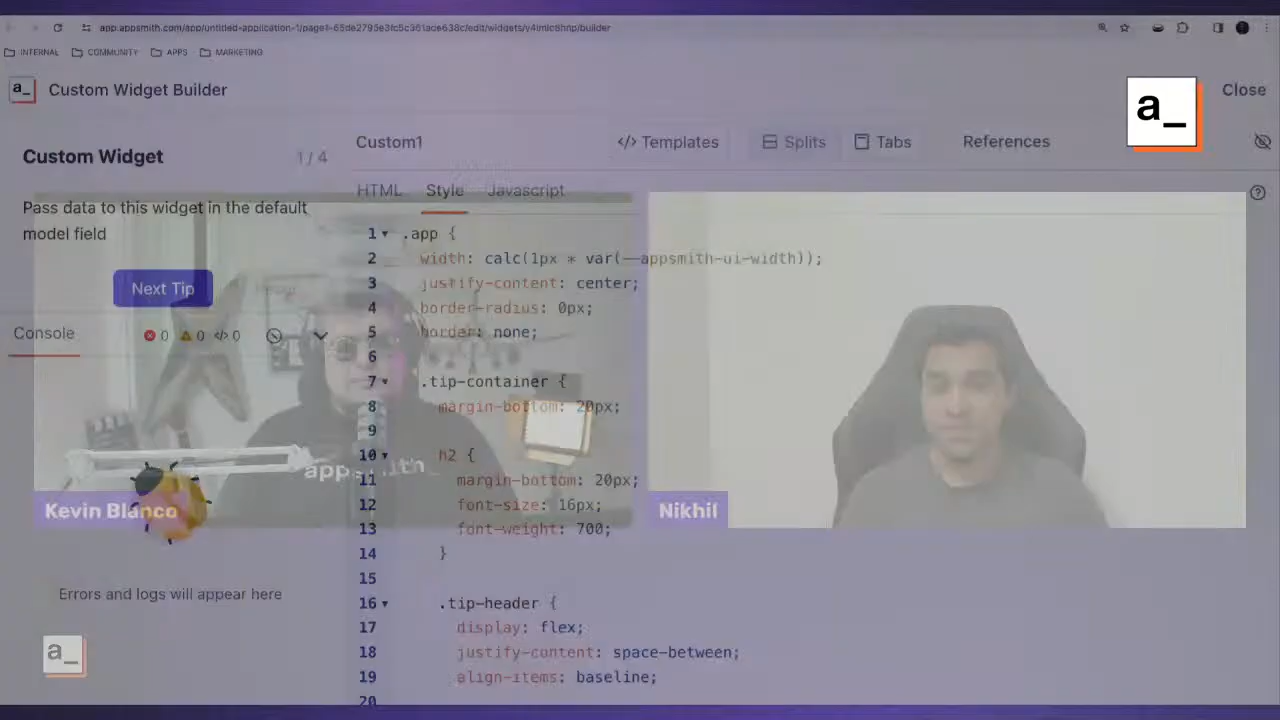 app.appsmith.com/app/untitled-application-1/page1-65de2795e3fc5c361ade638c/edit/widgets/y4imlc8hnp/builder
INTERNAL COMMUNITY APPS MARKETING
a_ Custom Widget Builder
a_
Close
Custom Widget 1 / 4
Pass data to this widget in the default
model field
Next Tip
Console 0 0 </> 0
Errors and logs will appear here
Custom1 </> Templates Splits Tabs References
HTML Style Javascript
1 .app {
2 width: calc(1px * var(--appsmith-ui-width));
3 justify-content: center;
4 border-radius: 0px;
5 border: none;
6
7 .tip-container {
8 margin-bottom: 20px;
9
10 h2 {
11 margin-bottom: 20px;
12 font-size: 16px;
13 font-weight: 700;
14 }
15
16 .tip-header {
17 display: flex;
18 justify-content: space-between;
19 align-items: baseline;
20
Kevin Blanco
Nikhil
a_